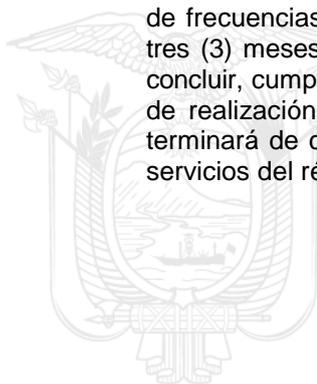 de frecuencias
tres (3) meses
concluir, cump
de realización
terminará de c
servicios del ré